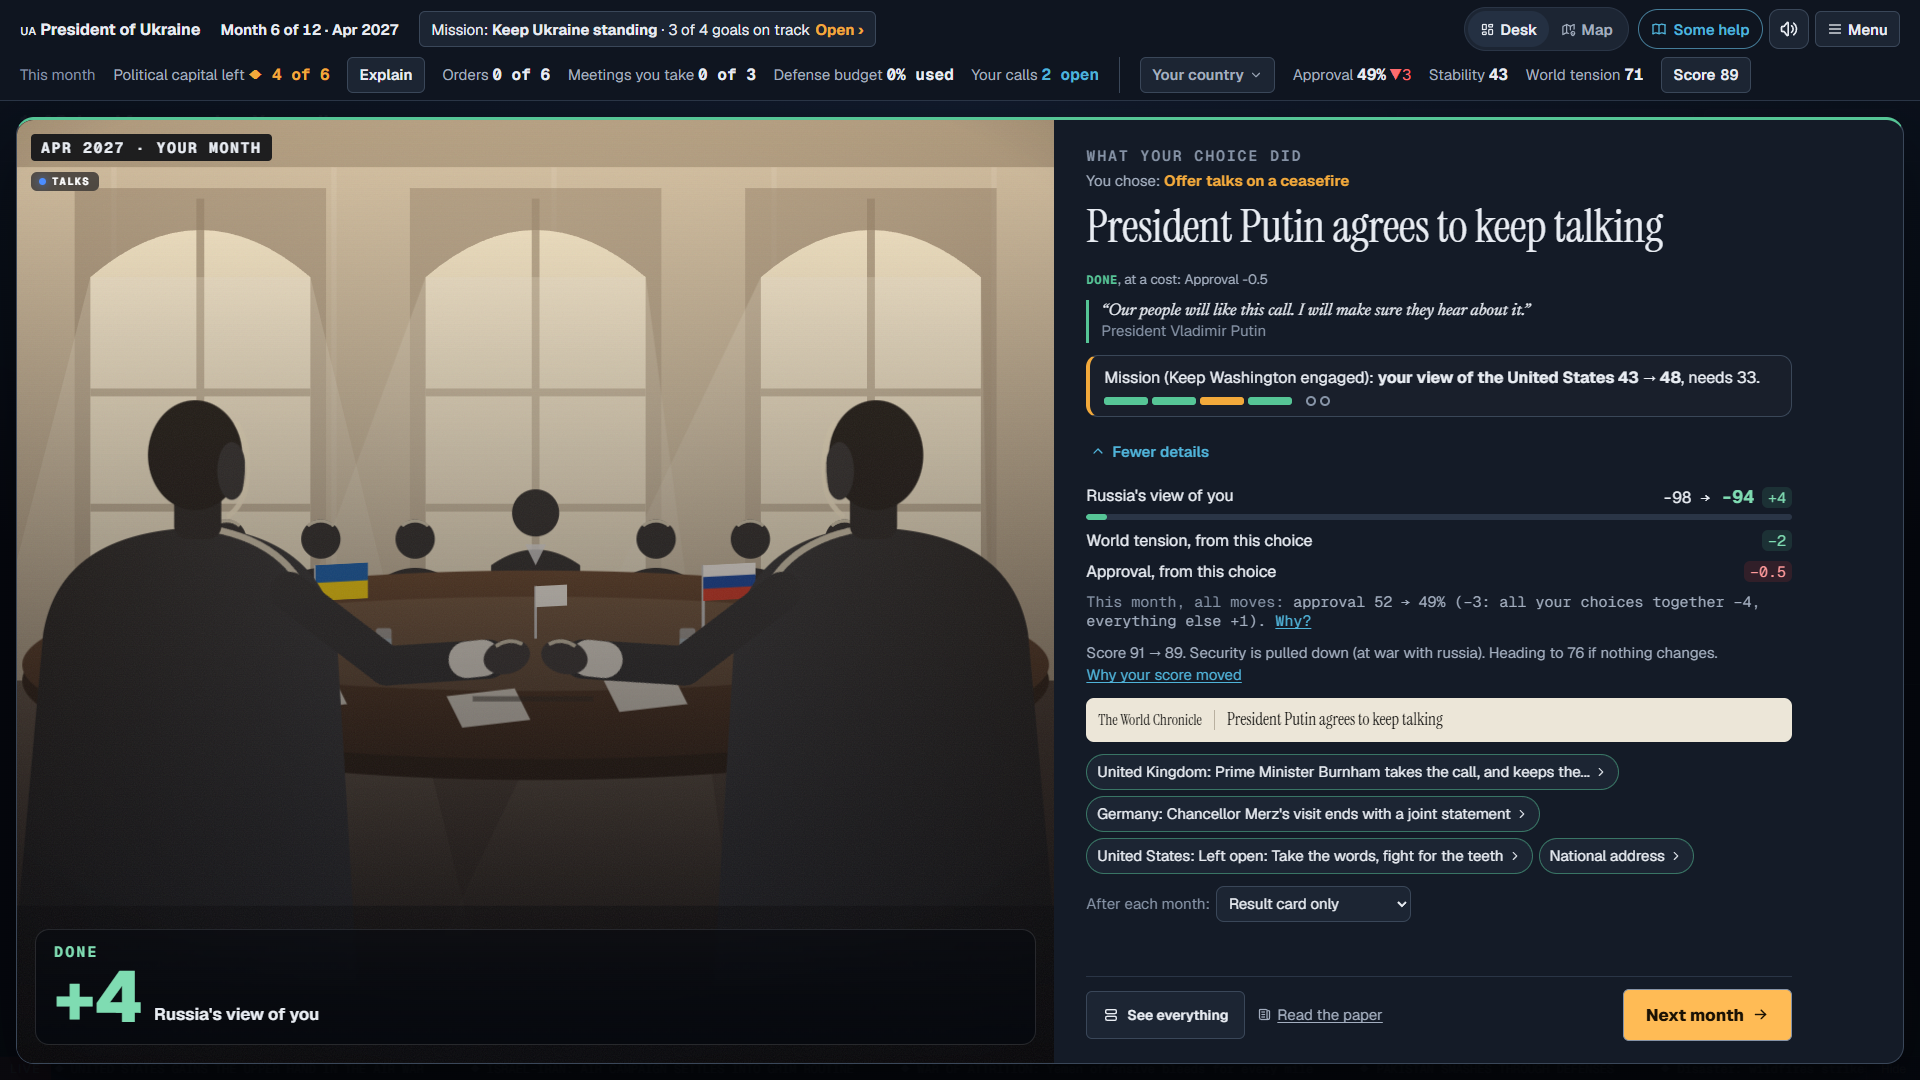 UA President of Ukraine Month 6 of 12 · Apr 2027 Mission: Keep Ukraine standing · 3 of 4 goals on track Open › Desk Map Some help Menu
This month Political capital left 4 of 6 Explain Orders 0 of 6 Meetings you take 0 of 3 Defense budget 0% used Your calls 2 open Your country Approval 49% ▼3 Stability 43 World tension 71 Score 89
APR 2027 · YOUR MONTH
TALKS
DONE
+4 Russia's view of you
WHAT YOUR CHOICE DID
You chose: Offer talks on a ceasefire
President Putin agrees to keep talking
DONE, at a cost: Approval -0.5
“Our people will like this call. I will make sure they hear about it.”
President Vladimir Putin
Mission (Keep Washington engaged): your view of the United States 43 → 48, needs 33.
Fewer details
Russia's view of you -98 → -94 +4
World tension, from this choice −2
Approval, from this choice −0.5
This month, all moves: approval 52 → 49% (−3: all your choices together −4,
everything else +1). Why?
Score 91 → 89. Security is pulled down (at war with russia). Heading to 76 if nothing changes.
Why your score moved
The World Chronicle President Putin agrees to keep talking
United Kingdom: Prime Minister Burnham takes the call, and keeps the... ›
Germany: Chancellor Merz's visit ends with a joint statement ›
United States: Left open: Take the words, fight for the teeth › National address ›
After each month: Result card only
See everything Read the paper Next month →